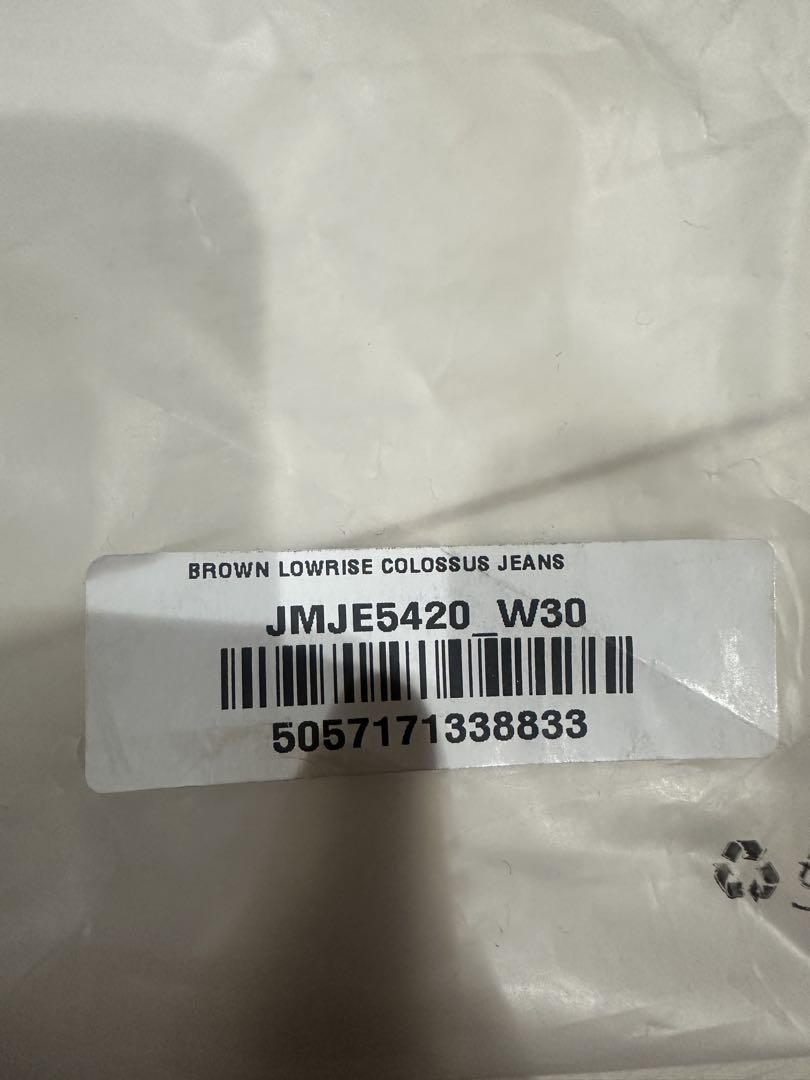 BROWN LOWRISE COLOSSUS JEANS
JMJE5420_W30
5057171338833